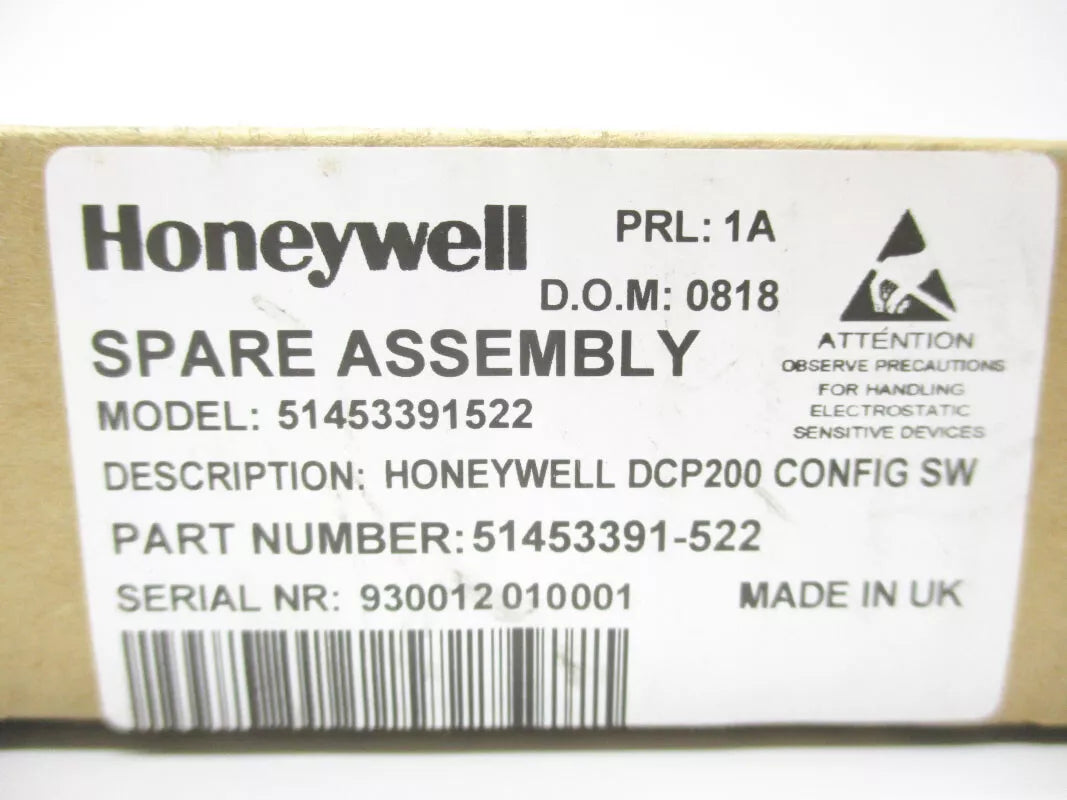 Honeywell
PRL: 1A
D.O.M: 0818
SPARE ASSEMBLY
MODEL: 51453391522
DESCRIPTION: HONEYWELL DCP200 CONFIG SW
PART NUMBER:51453391-522
SERIAL NR: 930012010001
MADE IN UK
ATTENTION
OBSERVE PRECAUTIONS
FOR HANDLING
ELECTROSTATIC
SENSITIVE DEVICES